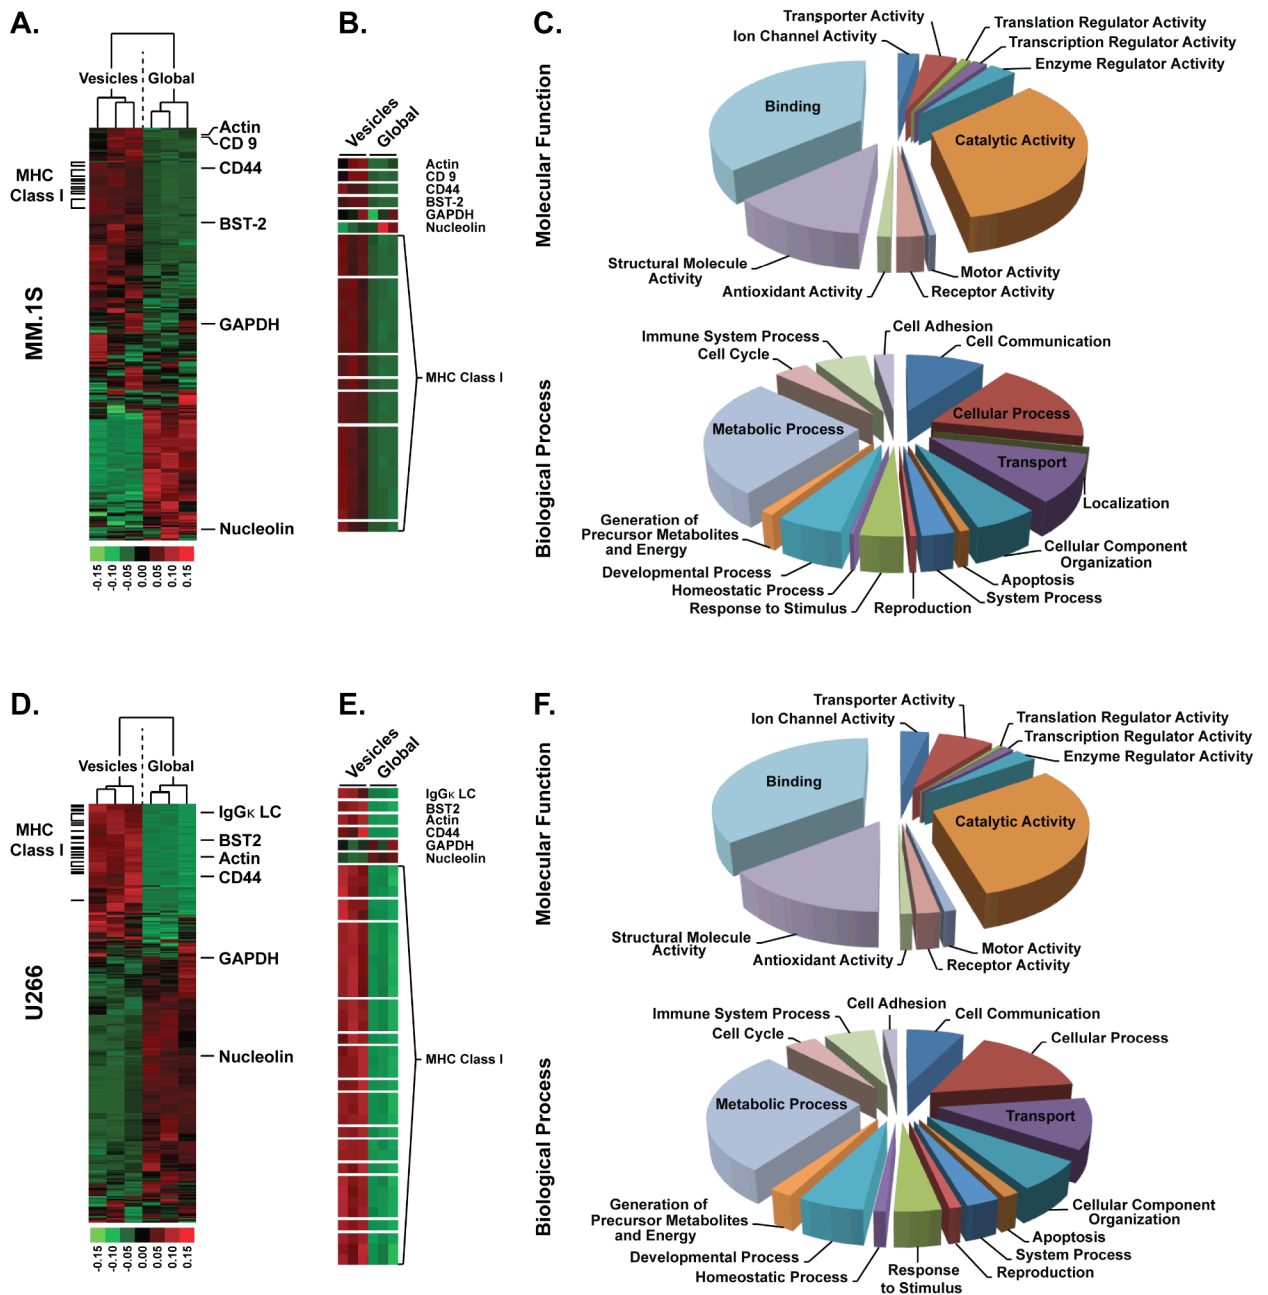 A.
Vesicles
Global
Actin
CD 9
CD44
MHC
Class I
BST-2
GAPDH
MM.1S
Nucleolin
-0.15
-0.10
-0.05
0.00
0.05
0.10
0.15
B.
Vesicles
Global
Actin
CD 9
CD44
BST-2
GAPDH
Nucleolin
MHC Class I
C.
Molecular Function
Transporter Activity
Ion Channel Activity
Translation Regulator Activity
Transcription Regulator Activity
Enzyme Regulator Activity
Binding
Catalytic Activity
Structural Molecule
Activity
Antioxidant Activity
Motor Activity
Receptor Activity
Biological Process
Cell Adhesion
Immune System Process
Cell Communication
Cell Cycle
Cellular Process
Metabolic Process
Transport
Localization
Generation of
Precursor Metabolites
and Energy
Cellular Component
Organization
Developmental Process
Apoptosis
Homeostatic Process
System Process
Response to Stimulus
Reproduction
D.
Vesicles
Global
IgGκ LC
MHC
Class I
BST2
Actin
CD44
GAPDH
U266
Nucleolin
-0.15
-0.10
-0.05
0.00
0.05
0.10
0.15
E.
Vesicles
Global
IgGκ LC
BST2
Actin
CD44
GAPDH
Nucleolin
MHC Class I
F.
Molecular Function
Transporter Activity
Ion Channel Activity
Translation Regulator Activity
Transcription Regulator Activity
Enzyme Regulator Activity
Binding
Catalytic Activity
Structural Molecule
Activity
Antioxidant Activity
Motor Activity
Receptor Activity
Biological Process
Cell Adhesion
Immune System Process
Cell Communication
Cell Cycle
Cellular Process
Metabolic Process
Transport
Generation of
Precursor Metabolites
and Energy
Cellular Component
Organization
Apoptosis
Developmental Process
System Process
Homeostatic Process
Reproduction
Response
to Stimulus